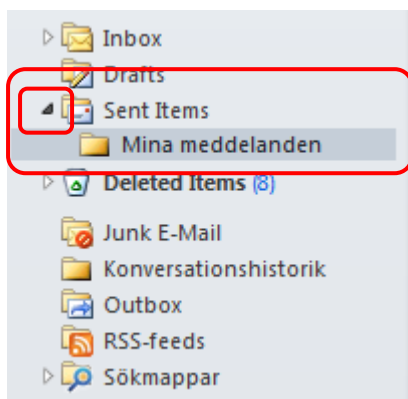 Inbox
Drafts
Sent Items
Mina meddelanden
Deleted Items (8)
Junk E-Mail
Konversationshistorik
Outbox
RSS-feeds
Sökmappar